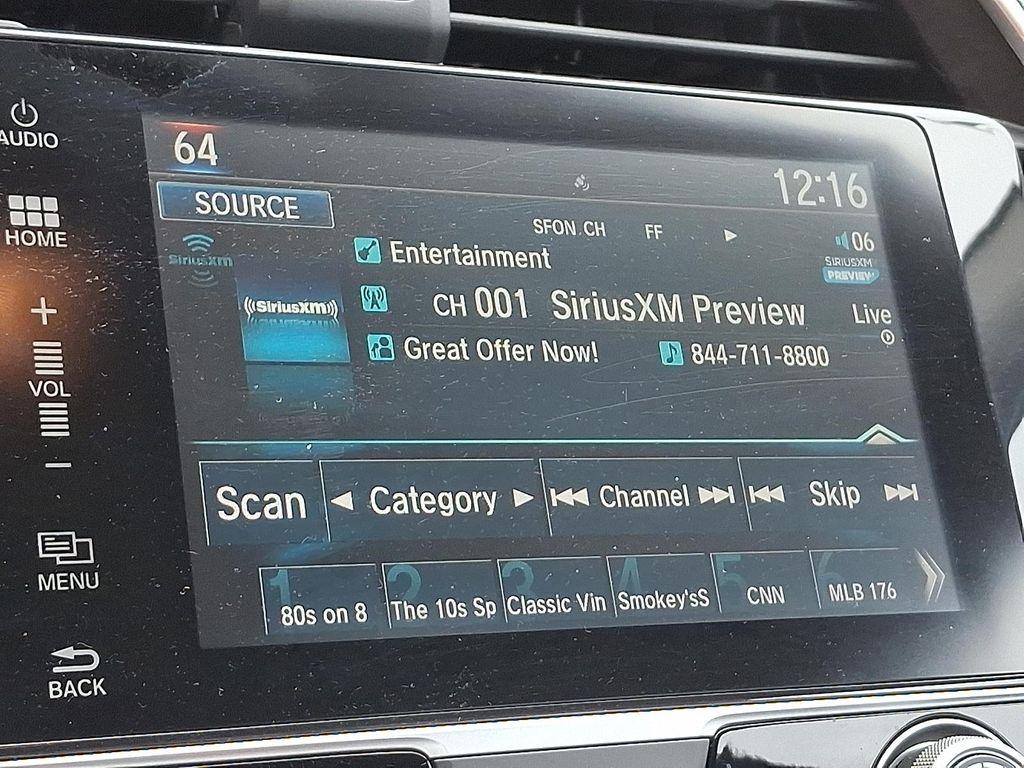 AUDIO
64
12:16
HOME
SOURCE
SFON.CH FF
06
SiriusXm
Entertainment
SIRIUSXM
PREVIEW
((SiriusXm))
CH 001 SiriusXM Preview
Live
+
VOL
−
Great Offer Now!
844-711-8800
Scan
Category
Channel
Skip
MENU
1 80s on 8
2 The 10s Sp
3 Classic Vin
4 Smokey'sS
5 CNN
6 MLB 176
BACK